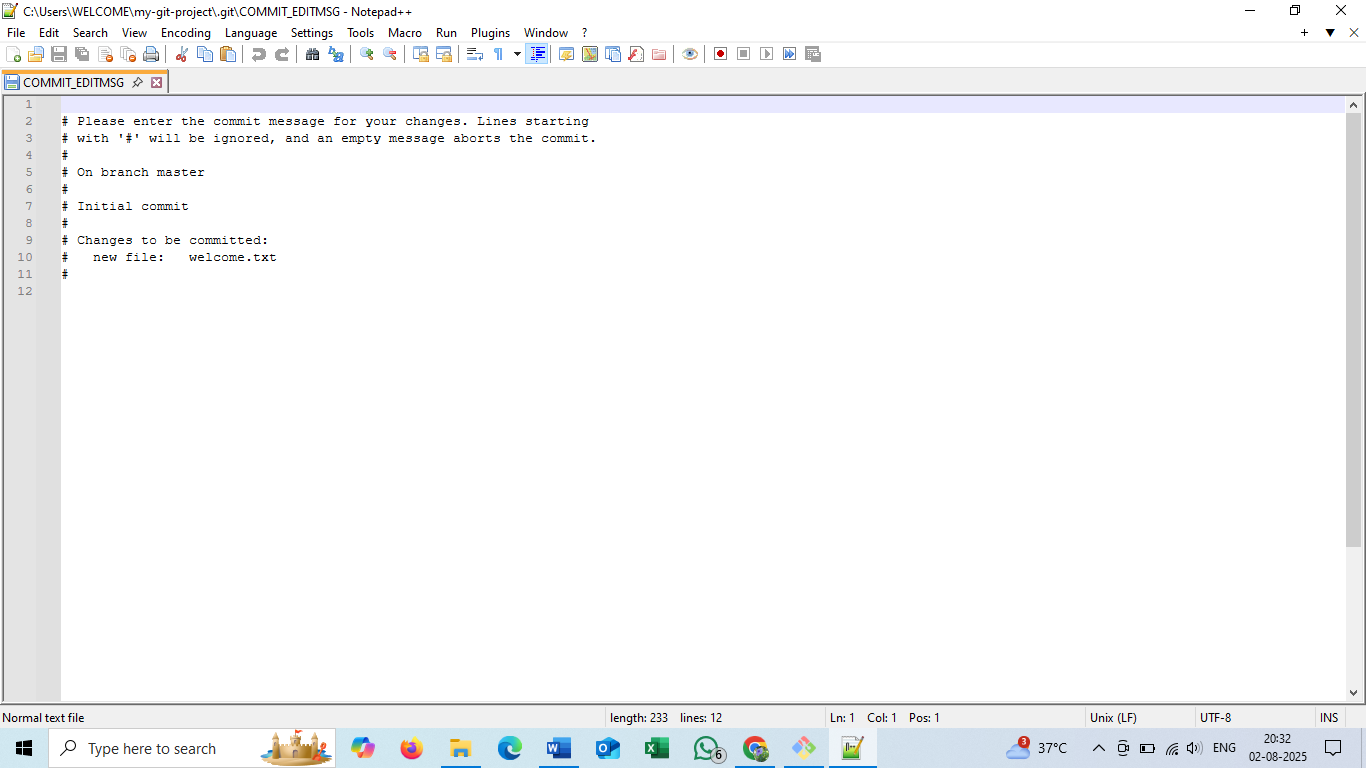 C:\Users\WELCOME\my-git-project\.git\COMMIT_EDITMSG - Notepad++
File Edit Search View Encoding Language Settings Tools Macro Run Plugins Window ?
COMMIT_EDITMSG
1
2 # Please enter the commit message for your changes. Lines starting
3 # with '#' will be ignored, and an empty message aborts the commit.
4 #
5 # On branch master
6 #
7 # Initial commit
8 #
9 # Changes to be committed:
10 #   new file:   welcome.txt
11 #
12
Normal text file length: 233 lines: 12 Ln: 1 Col: 1 Pos: 1 Unix (LF) UTF-8 INS
Type here to search 6 3 37°C ENG 20:32
02-08-2025